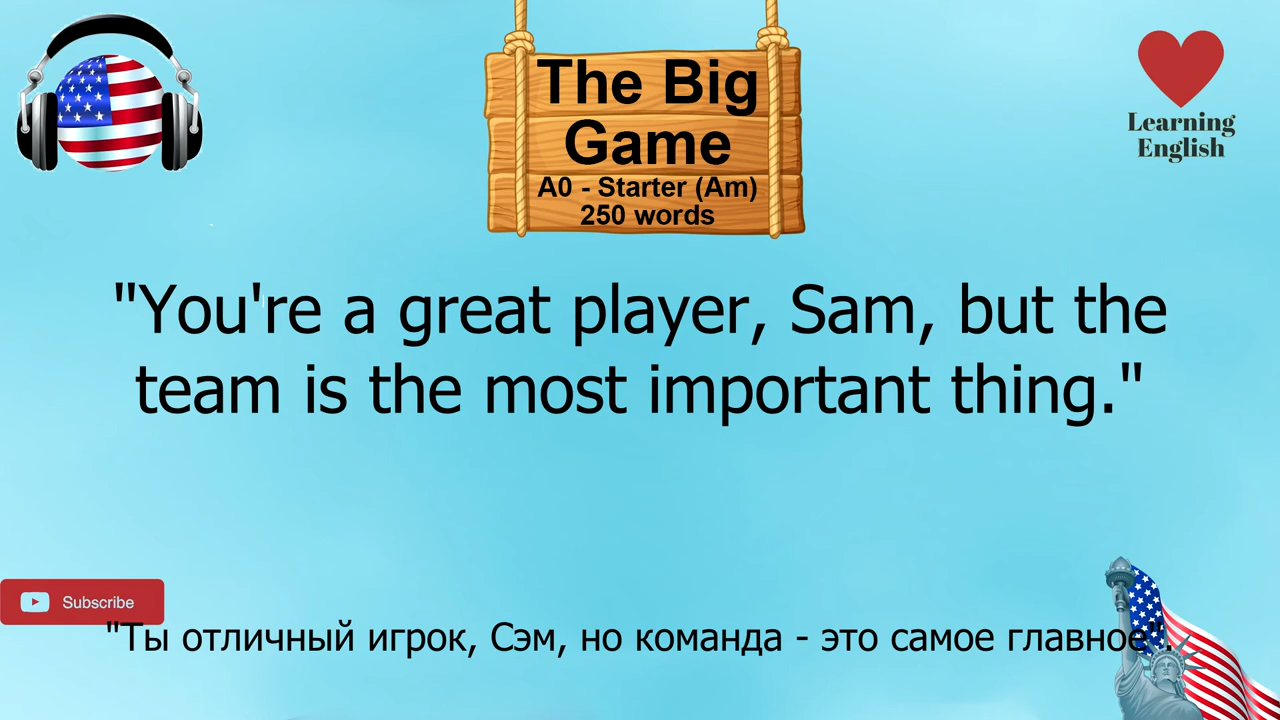 The Big
Game
A0 - Starter (Am)
250 words
Learning
English
"You're a great player, Sam, but the
team is the most important thing."
Subscribe
"Ты отличный игрок, Сэм, но команда - это самое главное".